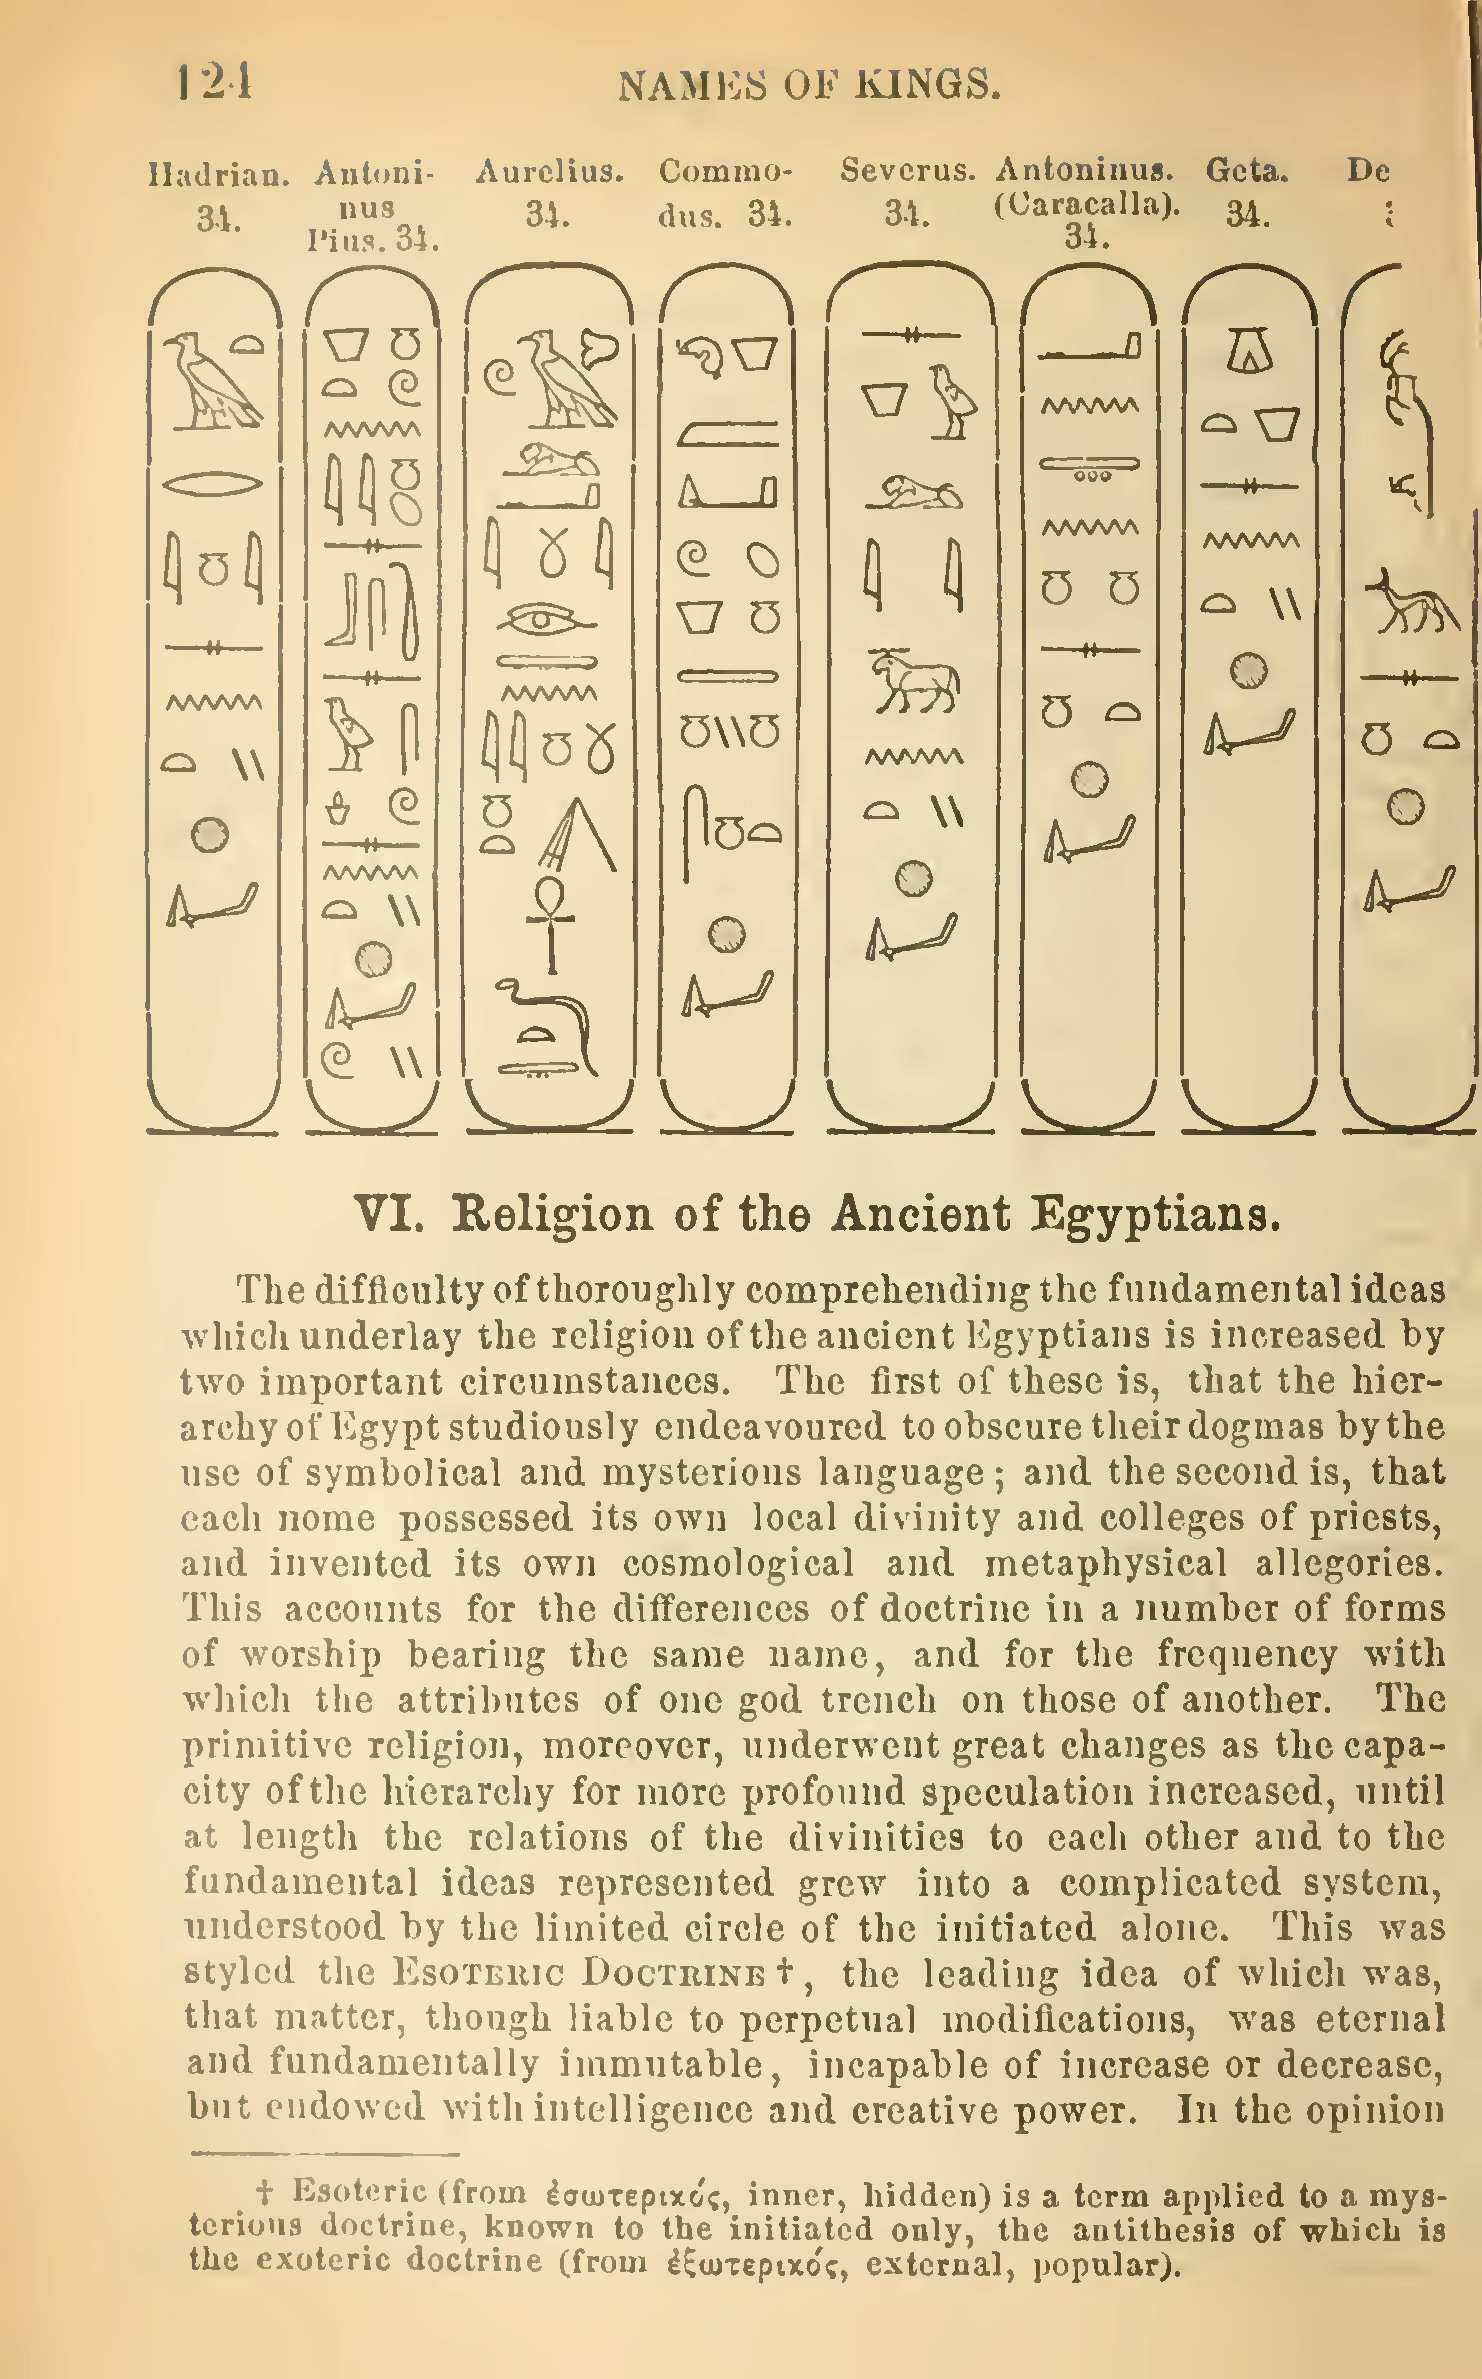 124 NAMES OF KINGS.
Hadrian. Antoni- Aurelius. Commo- Severus. Antoninus. Geta. De
34. nus 34. dus. 34. 34. (Caracalla). 34.
Pius. 34. 34.
VI. Religion of the Ancient Egyptians.
The difficulty of thoroughly comprehending the fundamental ideas
which underlay the religion of the ancient Egyptians is increased by
two important circumstances. The first of these is, that the hier-
archy of Egypt studiously endeavoured to obscure their dogmas by the
use of symbolical and mysterious language; and the second is, that
each nome possessed its own local divinity and colleges of priests,
and invented its own cosmological and metaphysical allegories.
This accounts for the differences of doctrine in a number of forms
of worship bearing the same name, and for the frequency with
which the attributes of one god trench on those of another. The
primitive religion, moreover, underwent great changes as the capa-
city of the hierarchy for more profound speculation increased, until
at length the relations of the divinities to each other and to the
fundamental ideas represented grew into a complicated system,
understood by the limited circle of the initiated alone. This was
styled the ESOTERIC DOCTRINE†, the leading idea of which was,
that matter, though liable to perpetual modifications, was eternal
and fundamentally immutable, incapable of increase or decrease,
but endowed with intelligence and creative power. In the opinion
† Esoteric (from ἐσωτερικός, inner, hidden) is a term applied to a mys-
terious doctrine, known to the initiated only, the antithesis of which is
the exoteric doctrine (from ἐξωτερικός, external, popular).